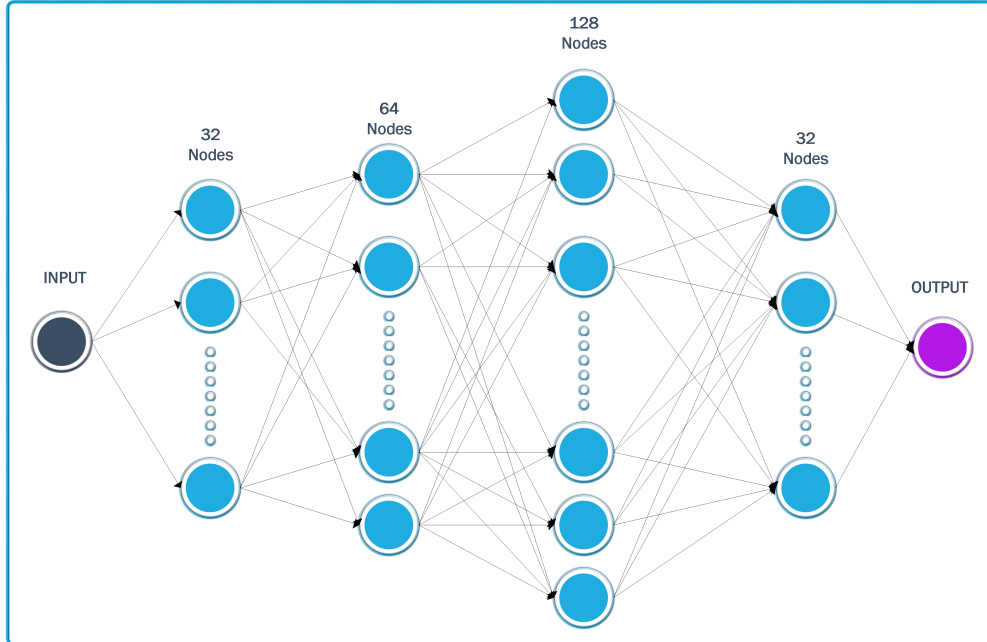 INPUT
32
Nodes
64
Nodes
128
Nodes
32
Nodes
OUTPUT